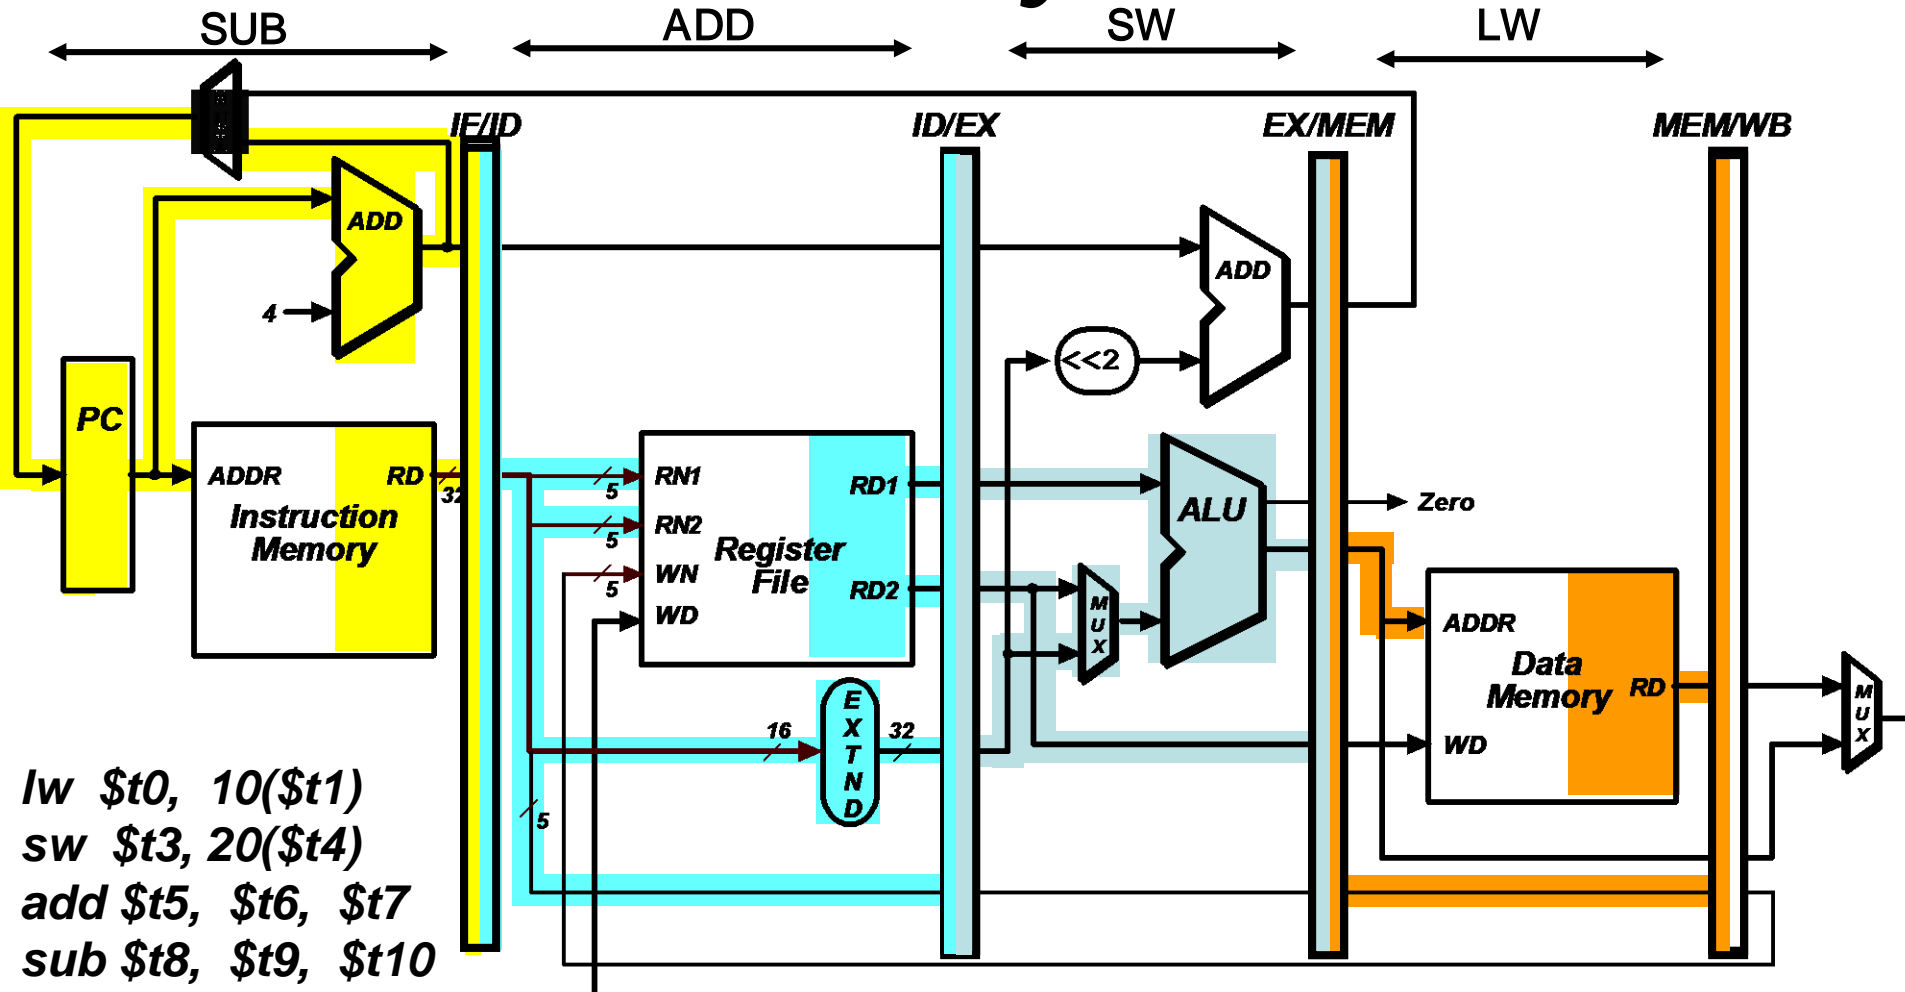 SUB ADD SW LW
IF/ID ID/EX EX/MEM MEM/WB
ADD
4
ADD
<<2
PC
ADDR RD
32
Instruction
Memory
5 RN1
5 RN2
5 WN
WD
Register
File
RD1
RD2
16
EXTND
32
5
MUX
ALU
Zero
ADDR
Data
Memory RD
WD
MUX
lw $t0, 10($t1)
sw $t3, 20($t4)
add $t5, $t6, $t7
sub $t8, $t9, $t10